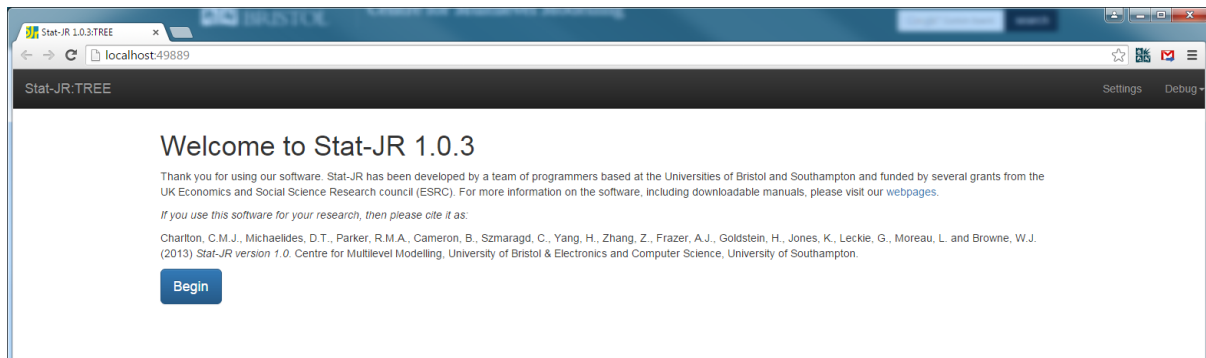 BRISTOL
Stat-JR 1.0.3:TREE
localhost:49889
Stat-JR:TREE
Settings
Debug
Welcome to Stat-JR 1.0.3
Thank you for using our software. Stat-JR has been developed by a team of programmers based at the Universities of Bristol and Southampton and funded by several grants from the
UK Economics and Social Science Research council (ESRC). For more information on the software, including downloadable manuals, please visit our webpages.
If you use this software for your research, then please cite it as:
Charlton, C.M.J., Michaelides, D.T., Parker, R.M.A., Cameron, B., Szmaragd, C., Yang, H., Zhang, Z., Frazer, A.J., Goldstein, H., Jones, K., Leckie, G., Moreau, L. and Browne, W.J.
(2013) Stat-JR version 1.0. Centre for Multilevel Modelling, University of Bristol & Electronics and Computer Science, University of Southampton.
Begin